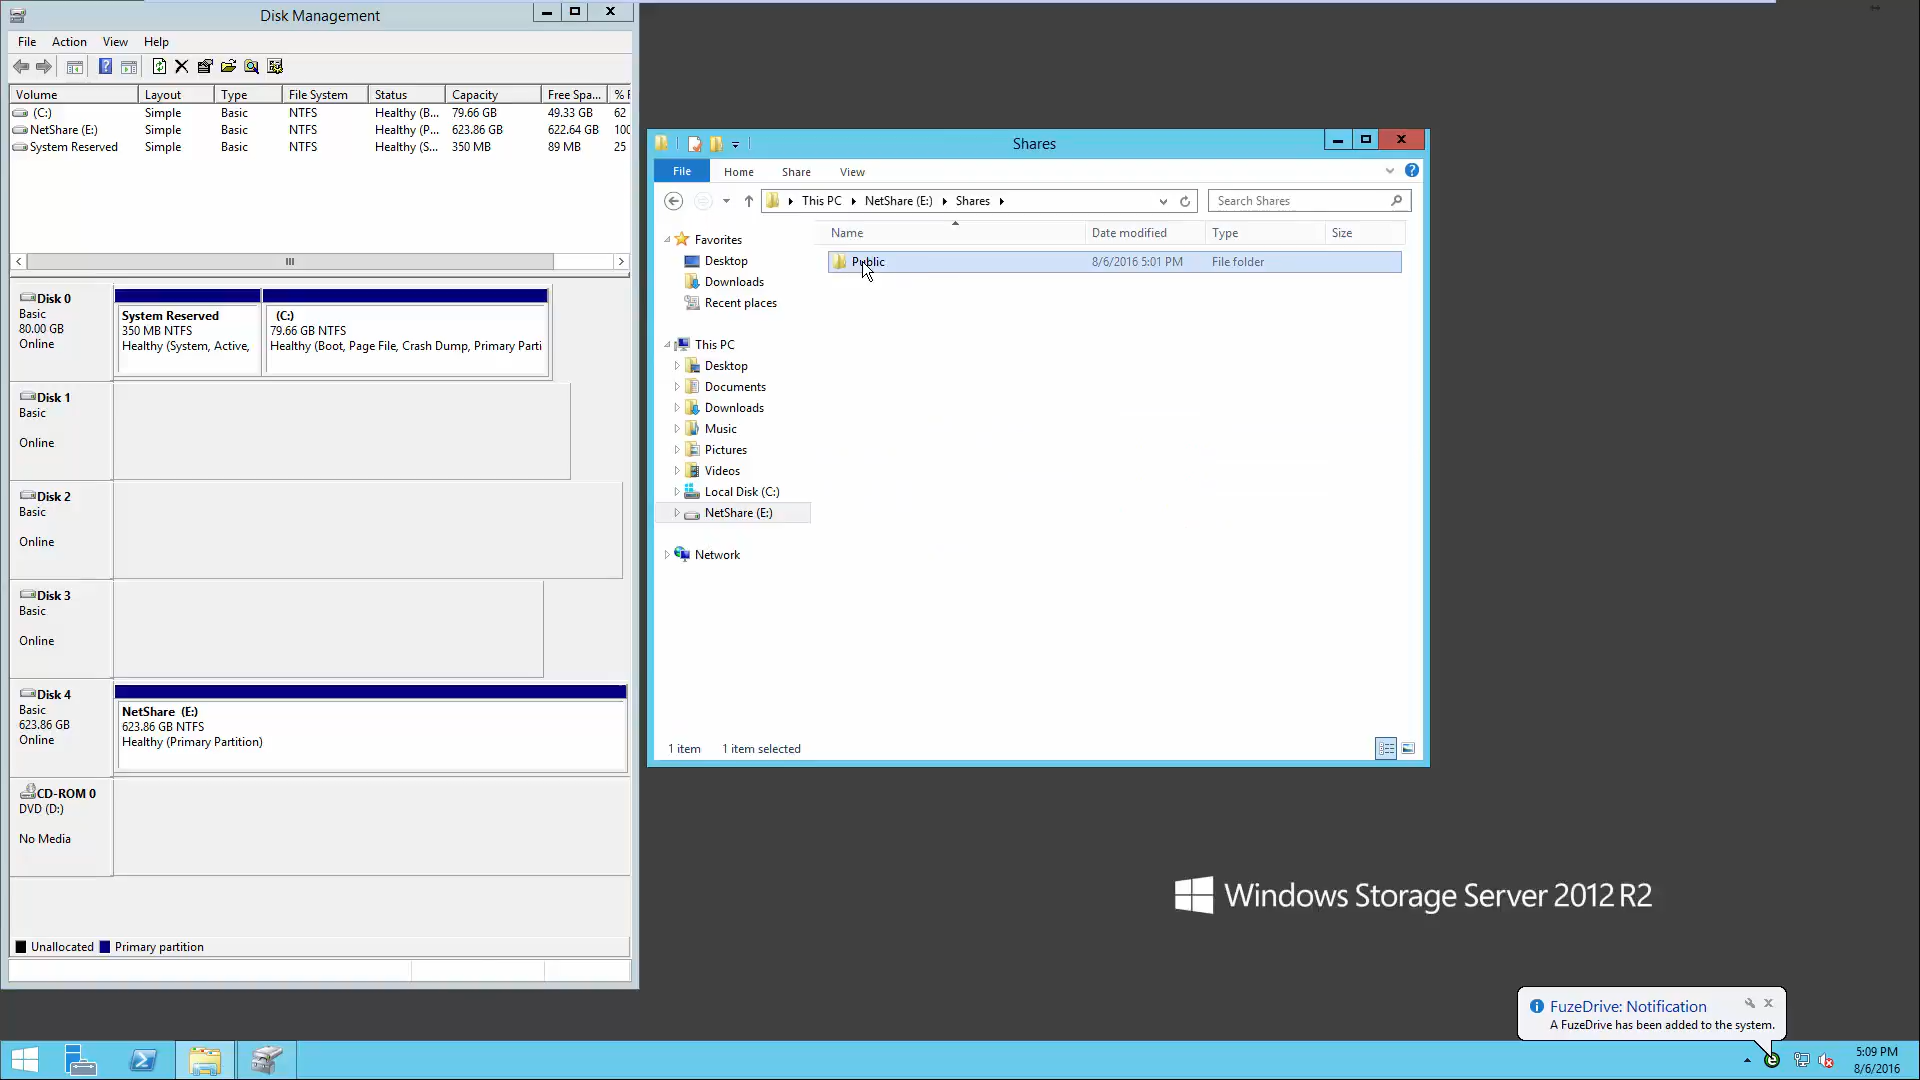 Disk Management
File Action View Help
Volume Layout Type File System Status Capacity Free Spa... % F
(C:) Simple Basic NTFS Healthy (B... 79.66 GB 49.33 GB 62
NetShare (E:) Simple Basic NTFS Healthy (P... 623.86 GB 622.64 GB 100
System Reserved Simple Basic NTFS Healthy (S... 350 MB 89 MB 25
Disk 0
Basic
80.00 GB
Online
System Reserved
350 MB NTFS
Healthy (System, Active,
(C:)
79.66 GB NTFS
Healthy (Boot, Page File, Crash Dump, Primary Parti
Disk 1
Basic
Online
Disk 2
Basic
Online
Disk 3
Basic
Online
Disk 4
Basic
623.86 GB
Online
NetShare (E:)
623.86 GB NTFS
Healthy (Primary Partition)
CD-ROM 0
DVD (D:)
No Media
Unallocated Primary partition
Shares
File Home Share View
This PC NetShare (E:) Shares
Search Shares
Name Date modified Type Size
Public 8/6/2016 5:01 PM File folder
Favorites
Desktop
Downloads
Recent places
This PC
Desktop
Documents
Downloads
Music
Pictures
Videos
Local Disk (C:)
NetShare (E:)
Network
1 item 1 item selected
Windows Storage Server 2012 R2
FuzeDrive: Notification
A FuzeDrive has been added to the system.
5:09 PM
8/6/2016